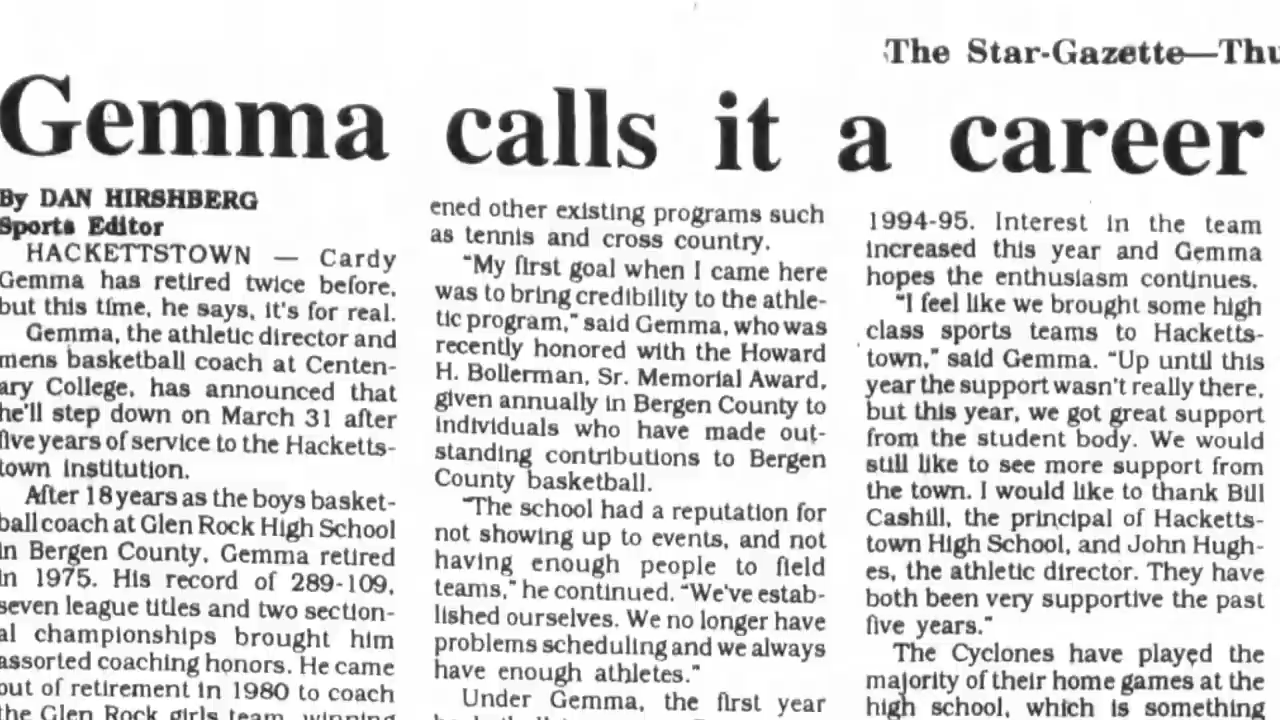 The Star-Gazette—Thu
Gemma calls it a career
By DAN HIRSHBERG
Sports Editor
HACKETTSTOWN — Cardy
Gemma has retired twice before,
but this time, he says, it's for real.
Gemma, the athletic director and
mens basketball coach at Centen-
ary College, has announced that
he'll step down on March 31 after
five years of service to the Hacketts-
town institution.
After 18 years as the boys basket-
ball coach at Glen Rock High School
in Bergen County, Gemma retired
in 1975. His record of 289-109,
seven league titles and two section-
al championships brought him
assorted coaching honors. He came
out of retirement in 1980 to coach
the Glen Rock girls team, winning
ened other existing programs such
as tennis and cross country.
"My first goal when I came here
was to bring credibility to the athle-
tic program," said Gemma, who was
recently honored with the Howard
H. Bollerman, Sr. Memorial Award,
given annually in Bergen County to
individuals who have made out-
standing contributions to Bergen
County basketball.
"The school had a reputation for
not showing up to events, and not
having enough people to field
teams," he continued. "We've estab-
lished ourselves. We no longer have
problems scheduling and we always
have enough athletes."
Under Gemma, the first year
1994-95. Interest in the team
increased this year and Gemma
hopes the enthusiasm continues.
"I feel like we brought some high
class sports teams to Hacketts-
town," said Gemma. "Up until this
year the support wasn't really there,
but this year, we got great support
from the student body. We would
still like to see more support from
the town. I would like to thank Bill
Cashill, the principal of Hacketts-
town High School, and John Hugh-
es, the athletic director. They have
both been very supportive the past
five years."
The Cyclones have played the
majority of their home games at the
high school, which is something